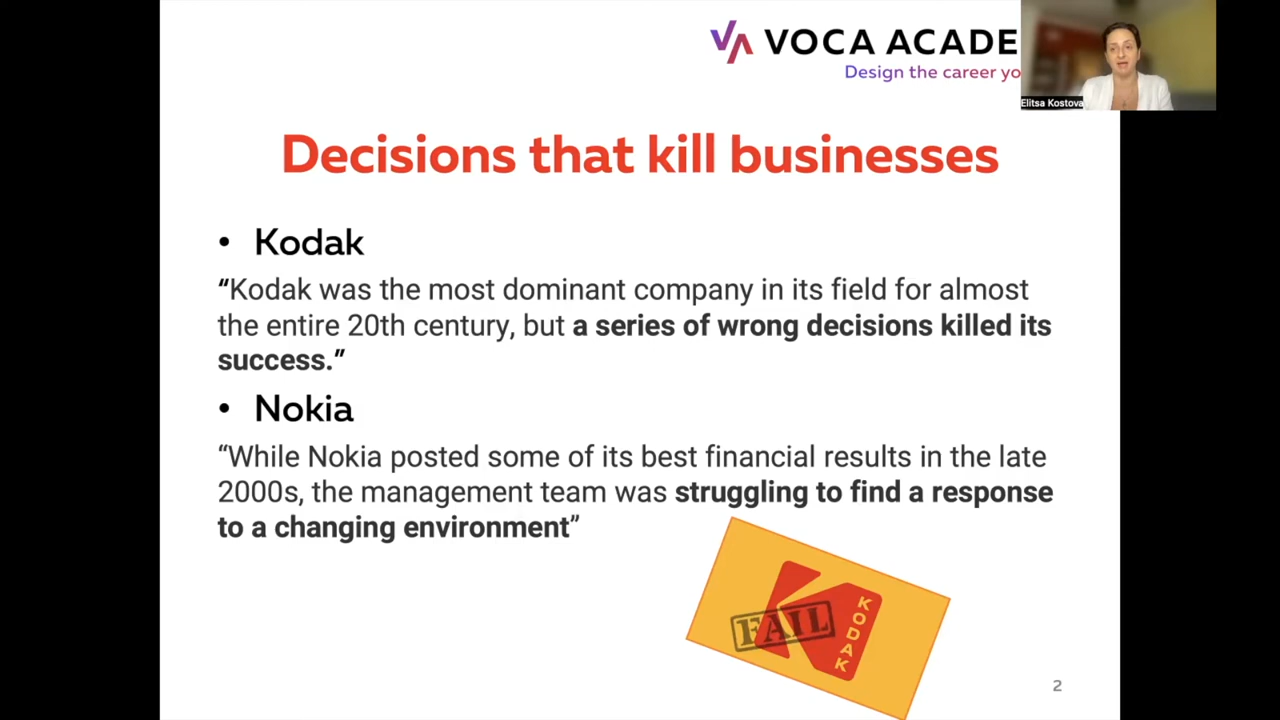 VOCA ACADE
Design the career yo
Elitsa Kostova
Decisions that kill businesses
• Kodak
“Kodak was the most dominant company in its field for almost
the entire 20th century, but a series of wrong decisions killed its
success.”
• Nokia
“While Nokia posted some of its best financial results in the late
2000s, the management team was struggling to find a response
to a changing environment”
FAIL
KODAK
2